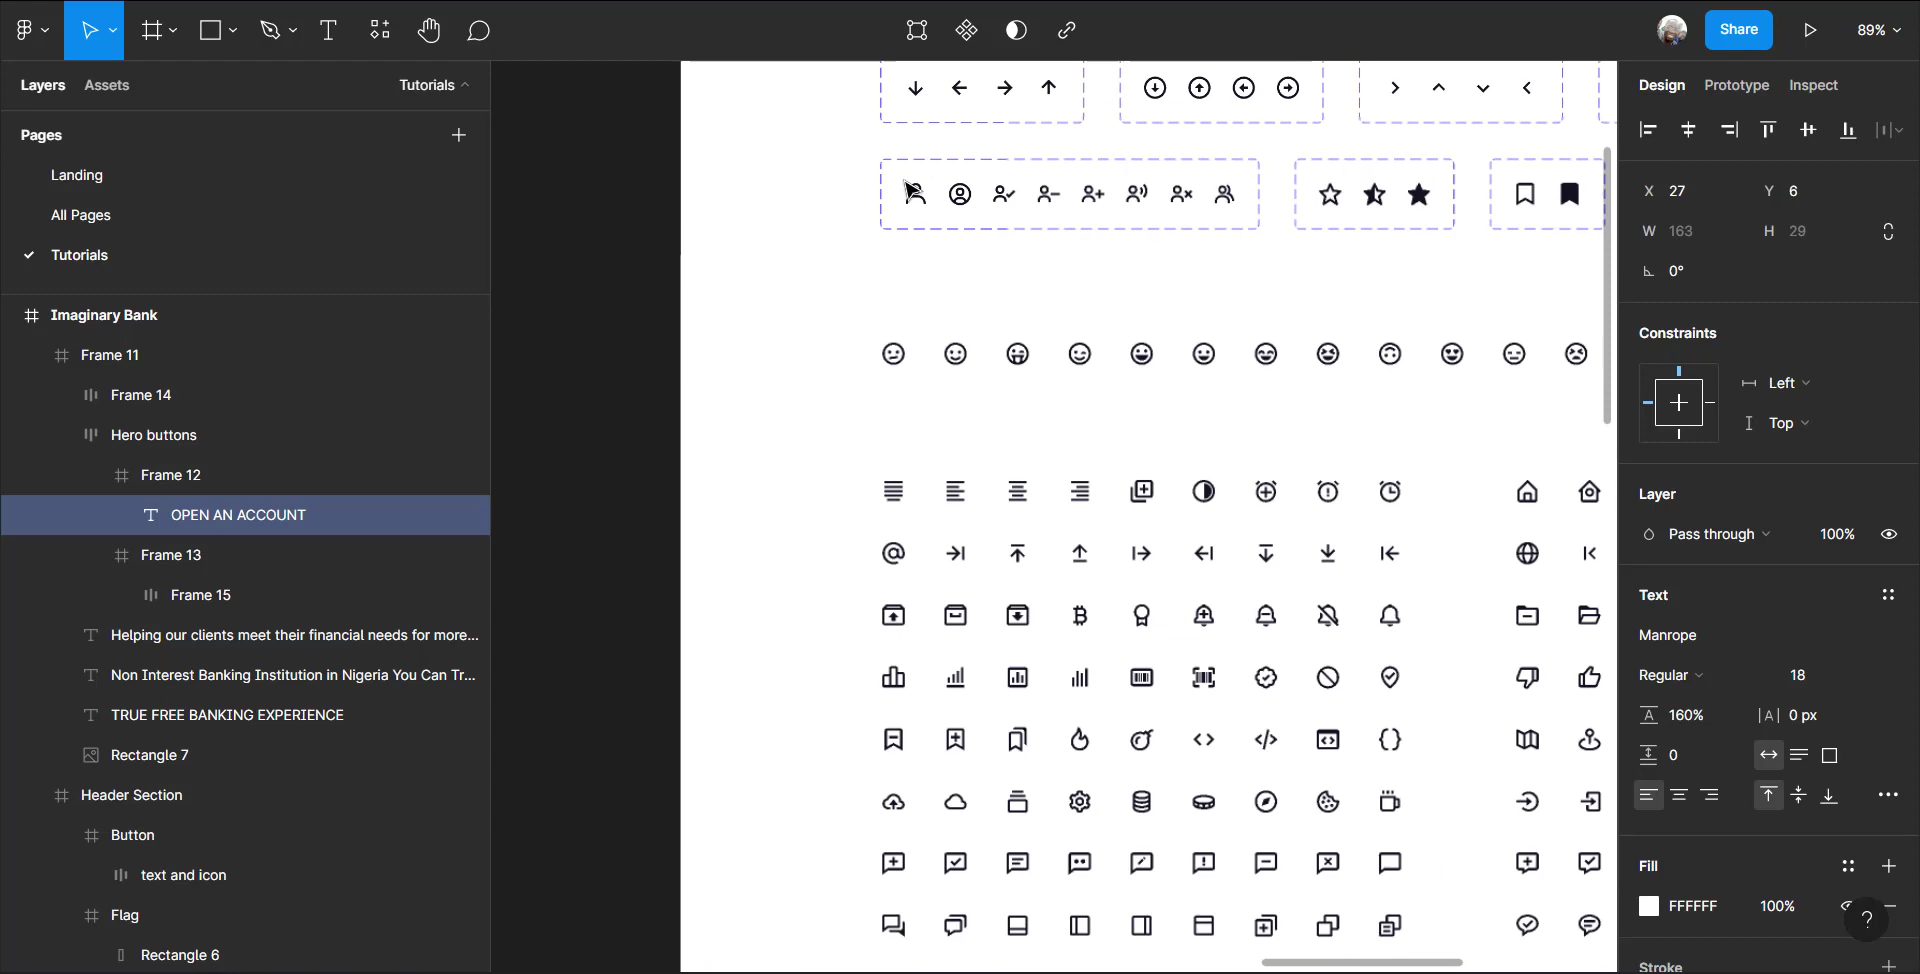 Share
89%
Layers
Assets
Tutorials
Pages
Landing
All Pages
Tutorials
Imaginary Bank
Frame 11
Frame 14
Hero buttons
Frame 12
OPEN AN ACCOUNT
Frame 13
Frame 15
Helping our clients meet their financial needs for more...
Non Interest Banking Institution in Nigeria You Can Tr...
TRUE FREE BANKING EXPERIENCE
Rectangle 7
Header Section
Button
text and icon
Flag
Rectangle 6
Design
Prototype
Inspect
X 27
Y 6
W 163
H 29
0°
Constraints
Left
Top
Layer
Pass through
100%
Text
Manrope
Regular
18
160%
0 px
0
Fill
FFFFFF
100%
?
Stroke